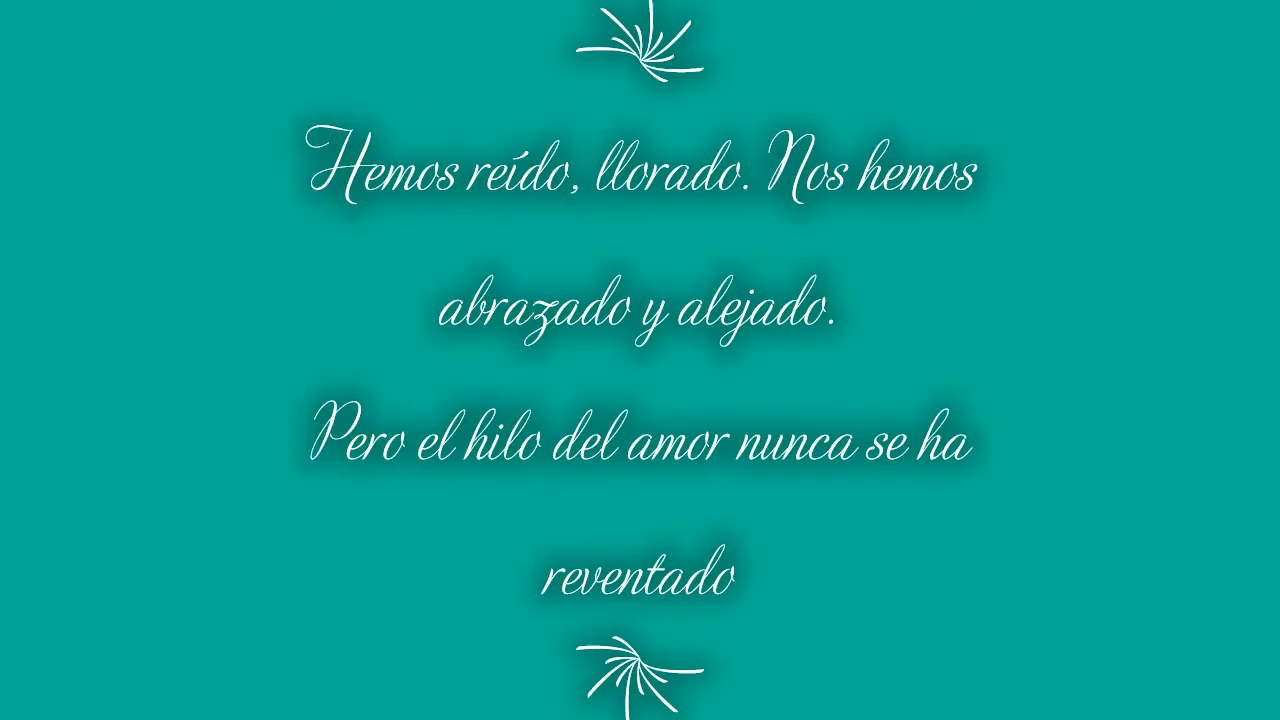 Hemos reído, llorado. Nos hemos
abrazado y alejado.
Pero el hilo del amor nunca se ha
reventado